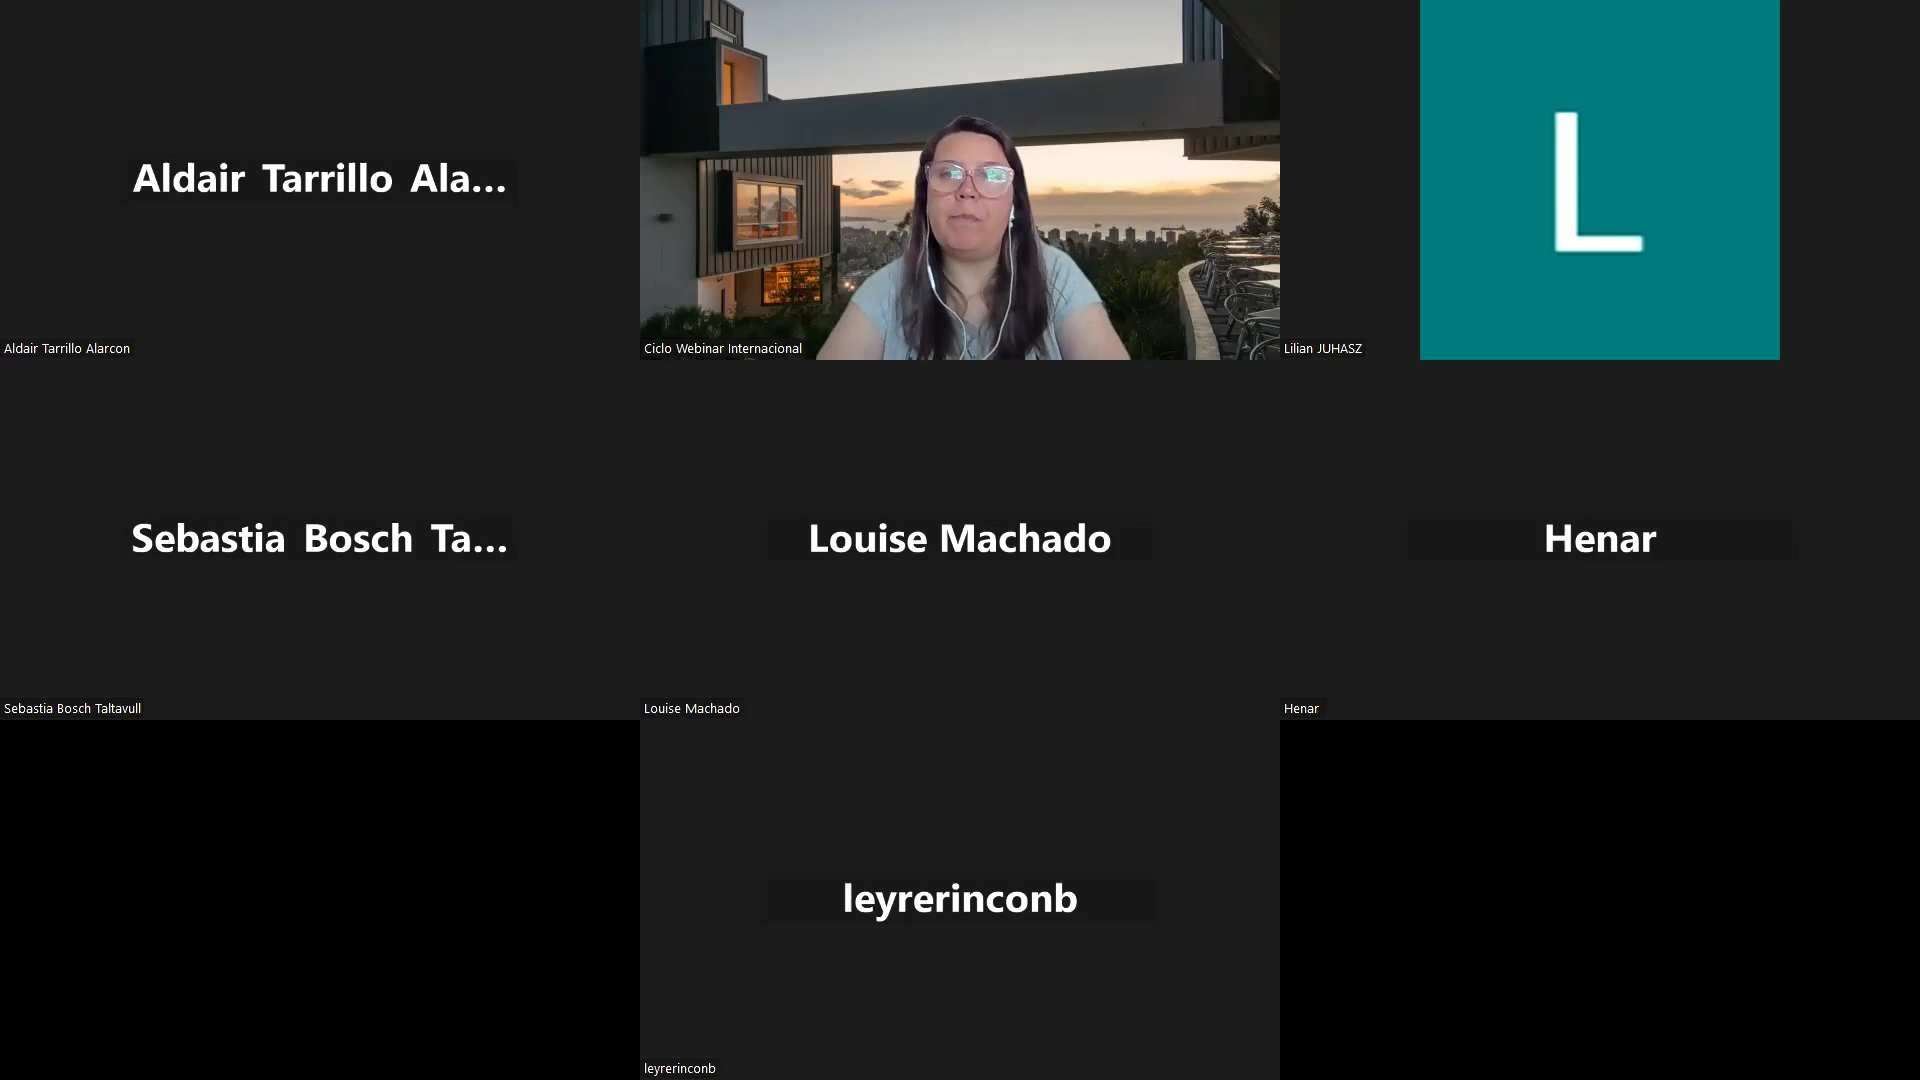 Aldair Tarrillo Ala...
Aldair Tarrillo Alarcon
Ciclo Webinar Internacional
L
Lilian JUHASZ
Sebastia Bosch Ta...
Sebastia Bosch Taltavull
Louise Machado
Louise Machado
Henar
Henar
leyrerinconb
leyrerinconb